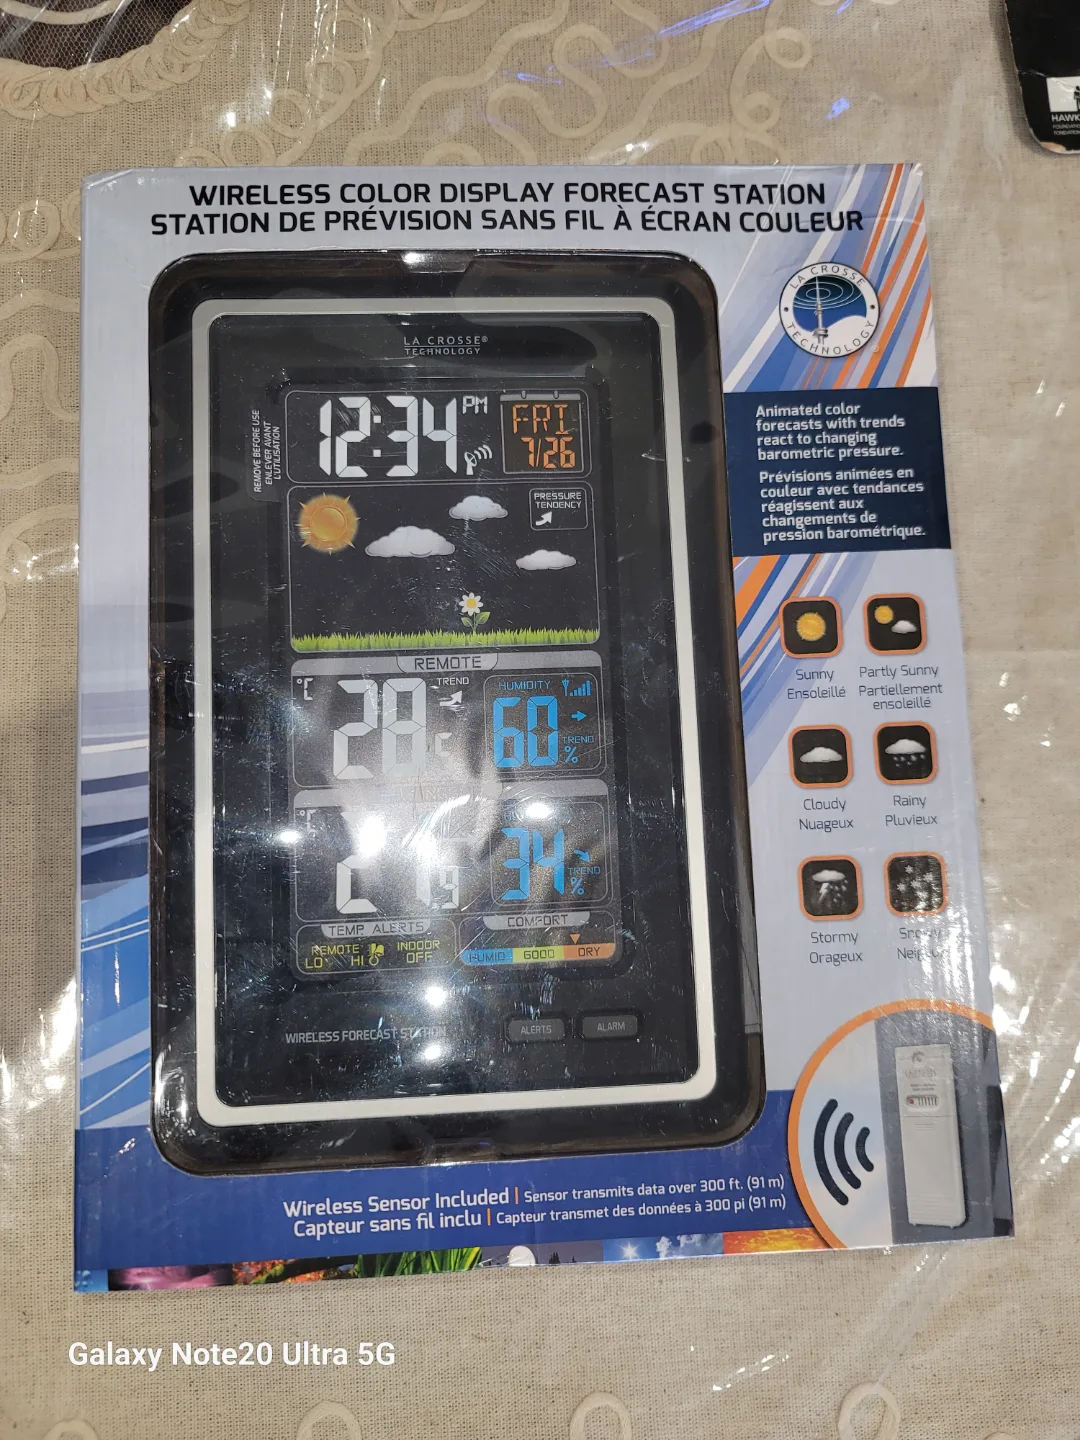 HAWK
WIRELESS COLOR DISPLAY FORECAST STATION
STATION DE PRÉVISION SANS FIL À ÉCRAN COULEUR
LA CROSSE TECHNOLOGY
LA CROSSE®
TECHNOLOGY
REMOVE BEFORE USE
ENLEVER AVANT
L'UTILISATION
12:34 PM
FRI
7/26
PRESSURE
TENDENCY
Animated color
forecasts with trends
react to changing
barometric pressure.
Prévisions animées en
couleur avec tendances
réagissent aux
changements de
pression barométrique.
REMOTE
TREND
28
HUMIDITY
60
TREND
%
34
TREND
%
TEMP ALERTS
REMOTE
LO HI
INDOOR
OFF
COMFORT
HUMID GOOD DRY
WIRELESS FORECAST STATION
ALERTS
ALARM
Sunny
Ensoleillé
Partly Sunny
Partiellement
ensoleillé
Cloudy
Nuageux
Rainy
Pluvieux
Stormy
Orageux
Wireless Sensor Included | Sensor transmits data over 300 ft. (91 m)
Capteur sans fil inclu | Capteur transmet des données à 300 pi (91 m)
Galaxy Note20 Ultra 5G